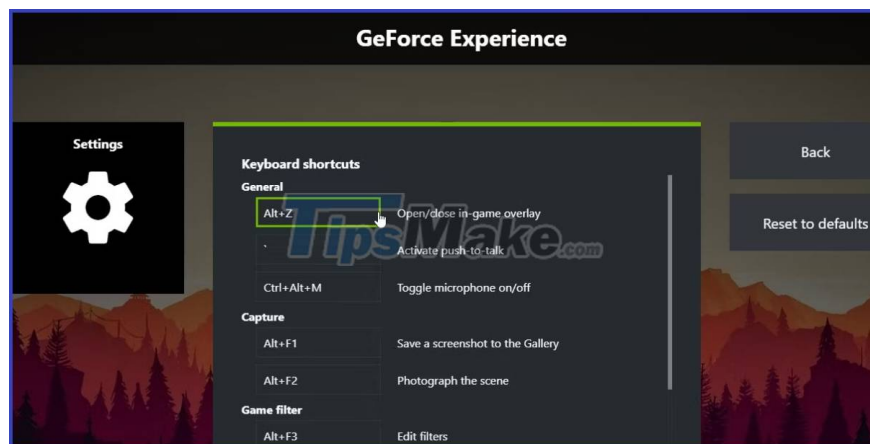 GeForce Experience
Settings
Back
Reset to defaults
Keyboard shortcuts
General
Alt+Z Open/close in-game overlay
` Activate push-to-talk
Ctrl+Alt+M Toggle microphone on/off
Capture
Alt+F1 Save a screenshot to the Gallery
Alt+F2 Photograph the scene
Game filter
Alt+F3 Edit filters
TipsMake.com